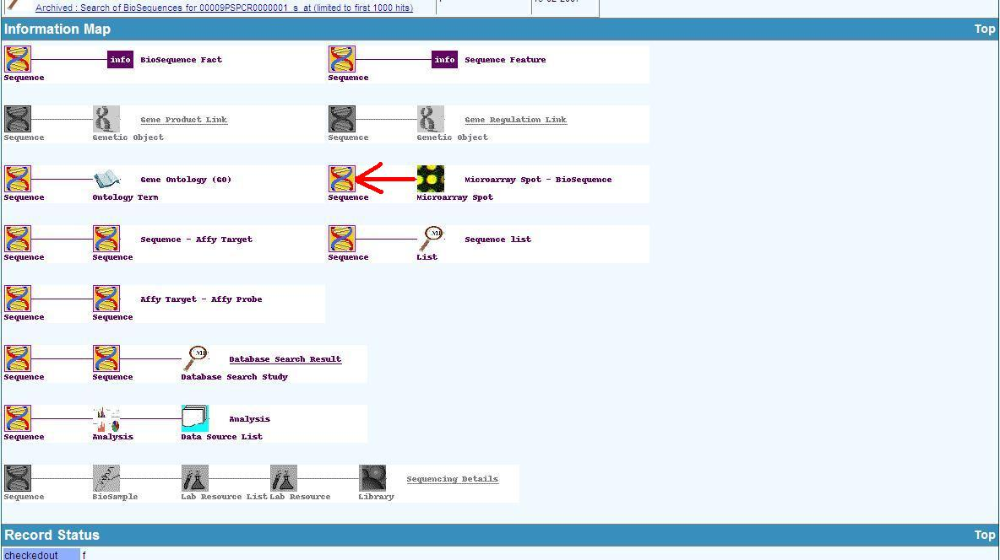 Archived : Search of BioSequences for 00009PSPCR0000001_s_at (limited to first 1000 hits)
Information Map Top
info BioSequence Fact info Sequence Feature
Sequence Sequence
Gene Product Link Gene Regulation Link
Sequence Genetic Object Sequence Genetic Object
Gene Ontology (GO) Microarray Spot - BioSequence
Sequence Ontology Term Sequence Microarray Spot
Sequence - Affy Target Sequence list
Sequence Sequence Sequence List
Affy Target - Affy Probe
Sequence Sequence
Database Search Result
Sequence Sequence Database Search Study
Analysis
Sequence Analysis Data Source List
Sequencing Details
Sequence BioSample Lab Resource List Lab Resource Library
Record Status Top
checkedout f